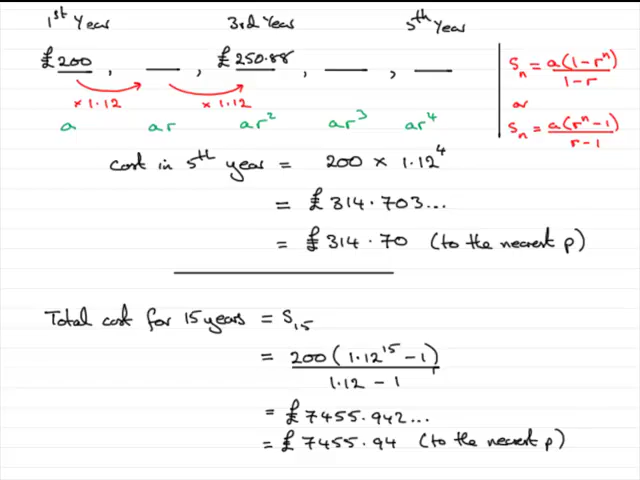 1st Year 3rd Year 5th Year
£200 , ___ , £250.88 , ___ , ___
×1.12 ×1.12
a ar ar² ar³ ar⁴
Sn = a(1-rⁿ)/1-r
or
Sn = a(rⁿ-1)/r-1
cost in 5th year = 200 × 1.12⁴
= £314.703...
= £314.70 (to the nearest p)
Total cost for 15 years = S₁₅
= 200(1.12¹⁵ - 1)/1.12 - 1
= £7455.942...
= £7455.94 (to the nearest p)